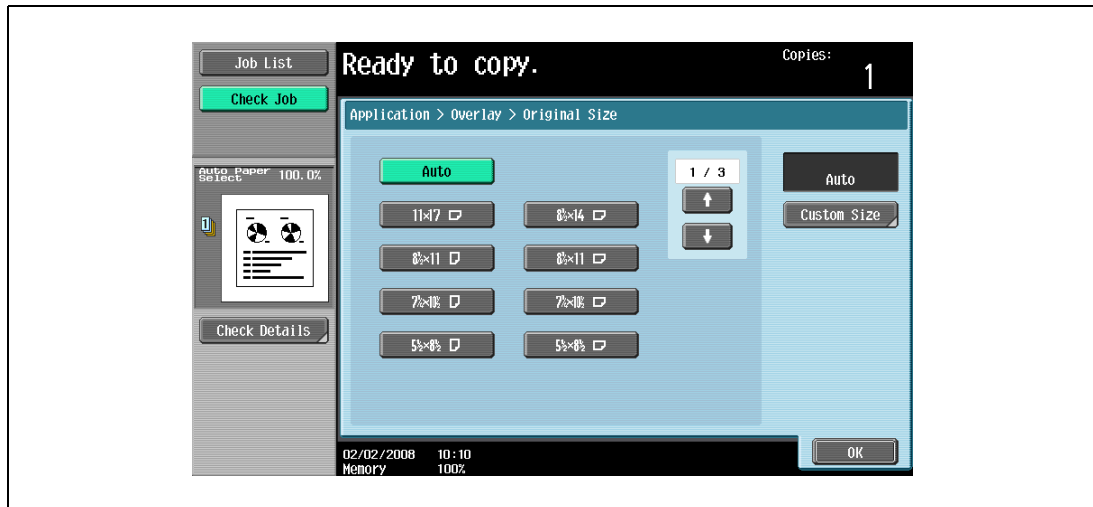 Job List
Check Job
Ready to copy.
Copies:
1
Application > Overlay > Original Size
Auto Paper
Select
100.0%
1
Check Details
Auto
11×17
8½×14
8½×11
8½×11
7¼×10½
7¼×10½
5½×8½
5½×8½
1 / 3
Auto
Custom Size
OK
02/02/2008 10:10
Memory 100%